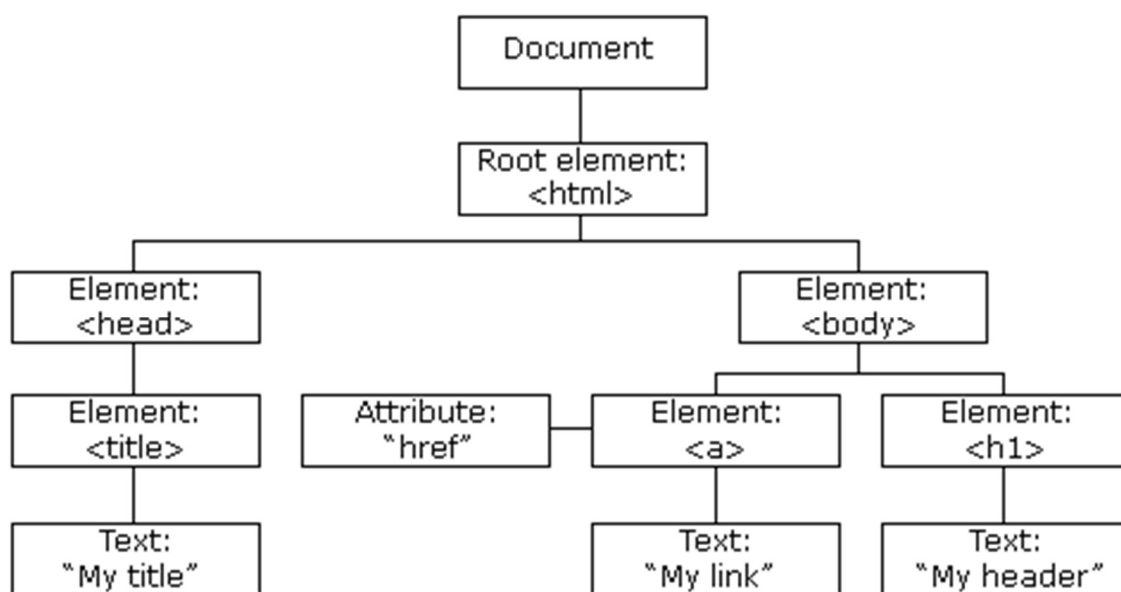 Document
Root element:
<html>
Element:
<head>
Element:
<body>
Element:
<title>
Attribute:
“href”
Element:
<a>
Element:
<h1>
Text:
“My title”
Text:
“My link”
Text:
“My header”